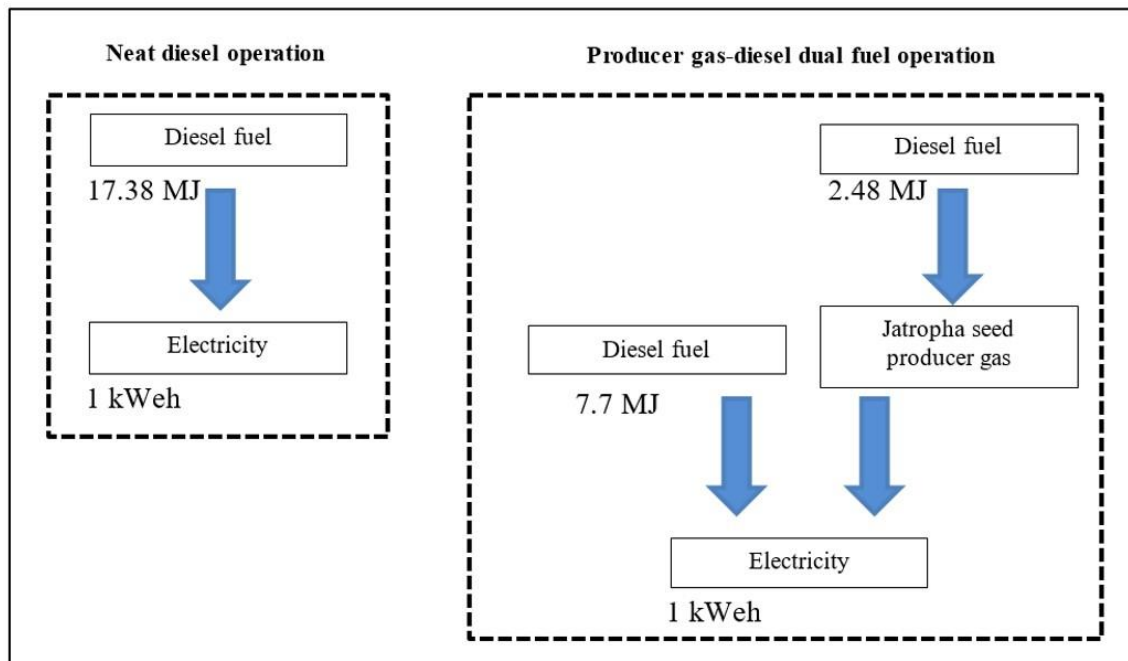 Neat diesel operation
Diesel fuel
17.38 MJ
Electricity
1 kWeh
Producer gas-diesel dual fuel operation
Diesel fuel
2.48 MJ
Jatropha seed
producer gas
Diesel fuel
7.7 MJ
Electricity
1 kWeh